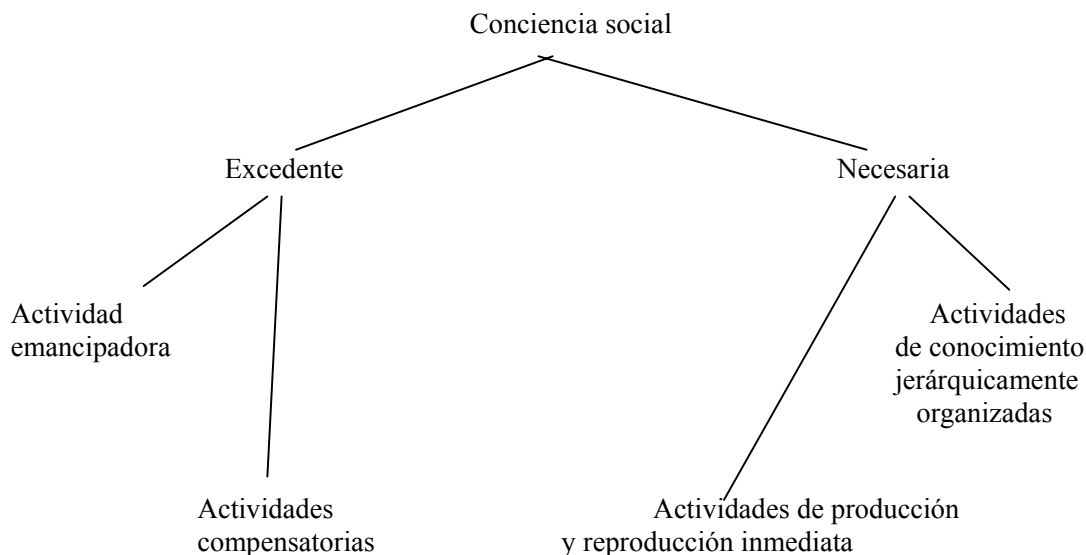 Conciencia social
Excedente
Necesaria
Actividad
emancipadora
Actividades
de conocimiento
jerárquicamente
organizadas
Actividades
compensatorias
Actividades de producción
y reproducción inmediata